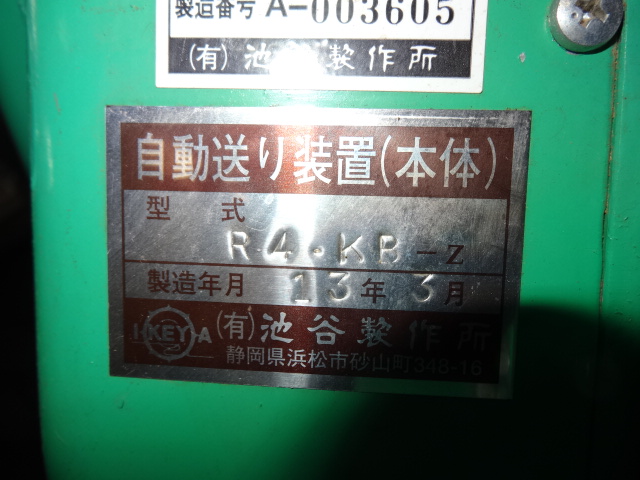 製造番号 A-003605
(有)池谷製作所
自動送り装置(本体)
型式
R4・KB-Z
製造年月 13年 3月
IKEYA (有)池谷製作所
静岡県浜松市砂山町348-16